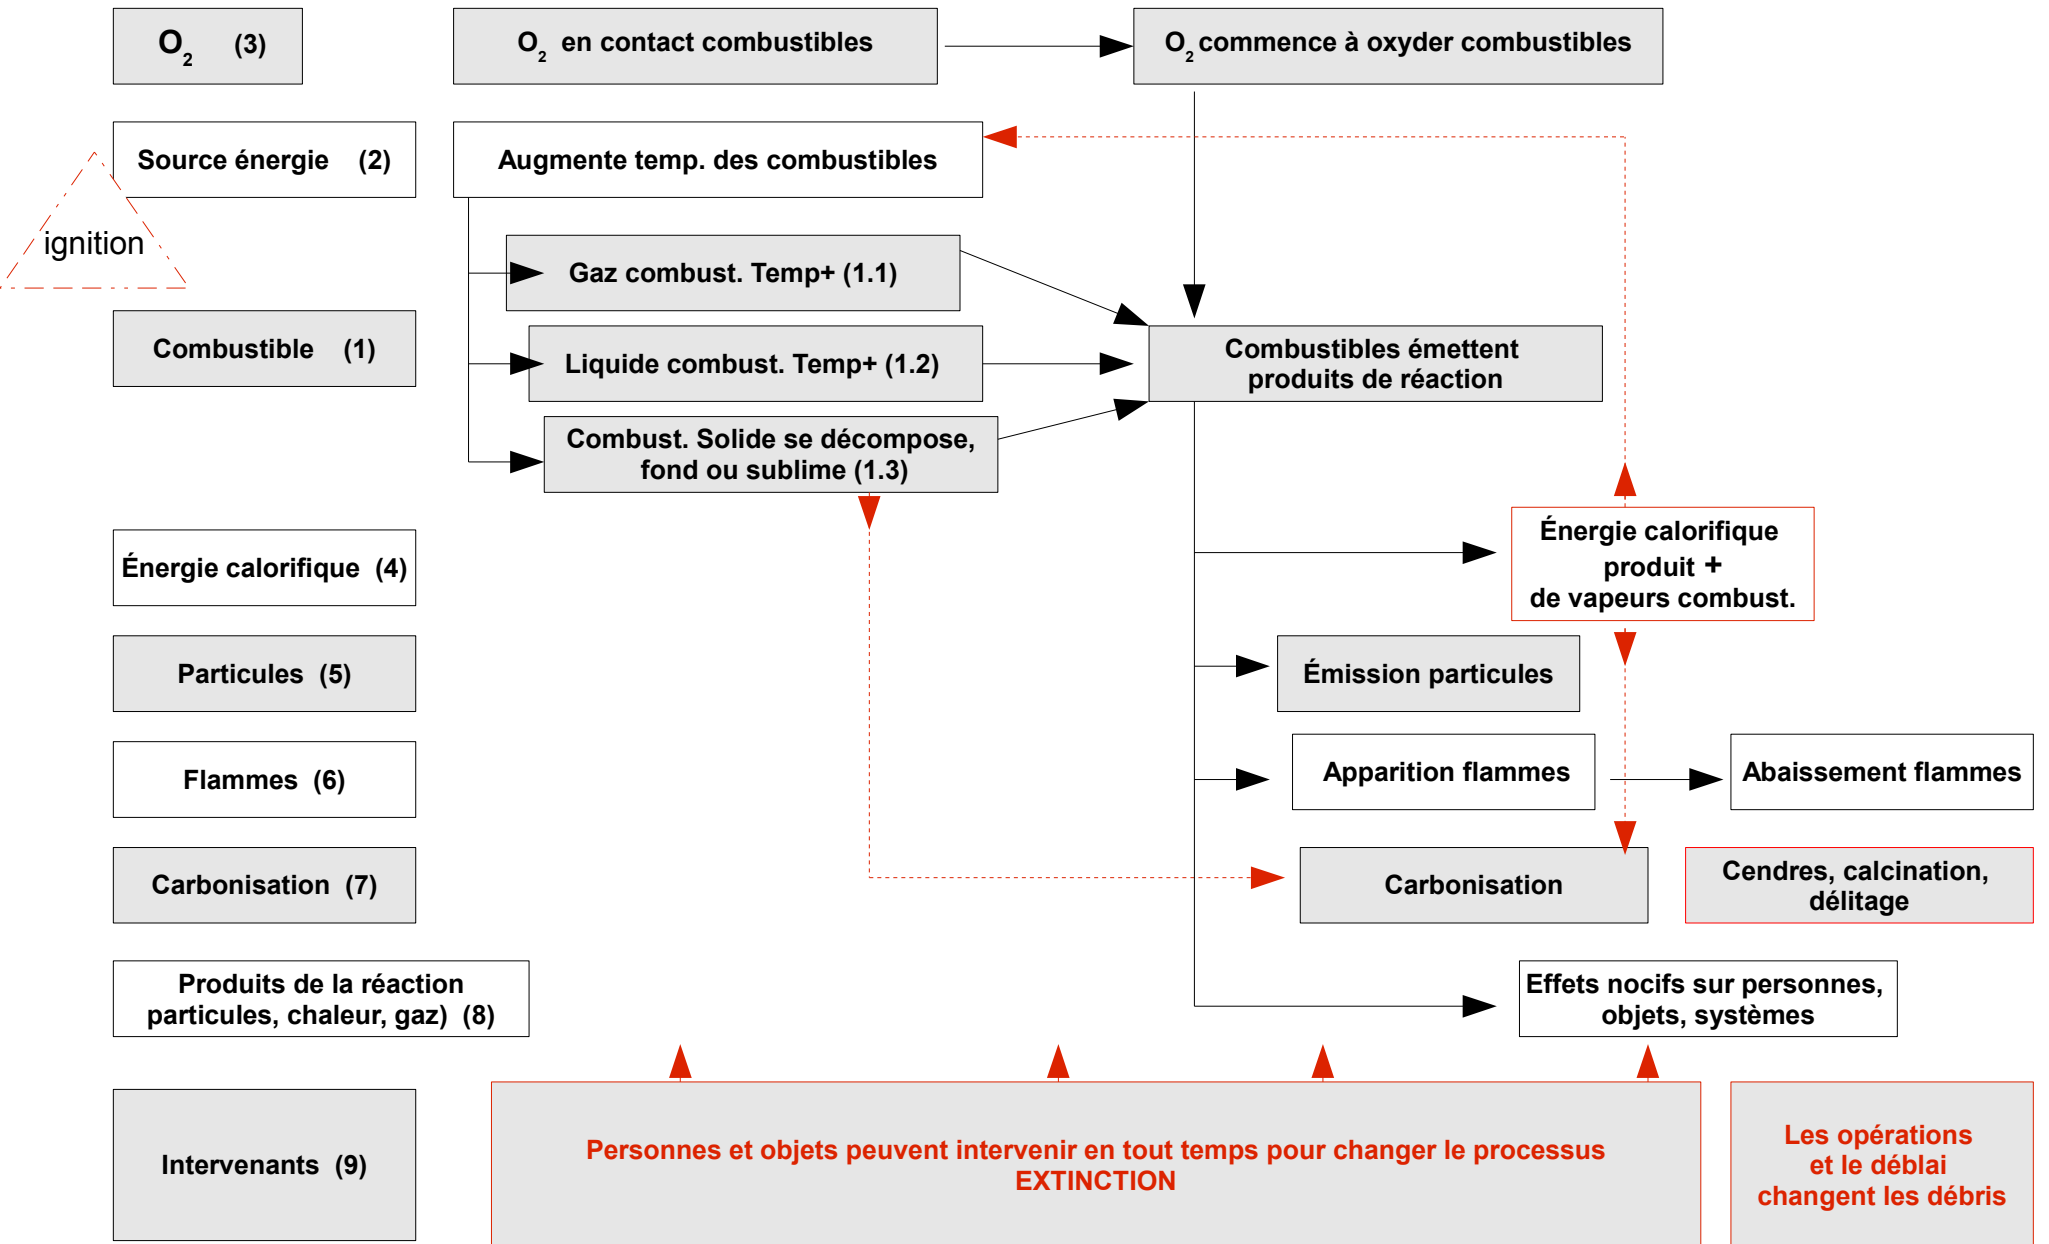 O2 (3)
O2 en contact combustibles
O2 commence à oxyder combustibles
Source énergie (2)
Augmente temp. des combustibles
ignition
Gaz combust. Temp+ (1.1)
Combustible (1)
Liquide combust. Temp+ (1.2)
Combustibles émettent
produits de réaction
Combust. Solide se décompose,
fond ou sublime (1.3)
Énergie calorifique (4)
Énergie calorifique
produit +
de vapeurs combust.
Particules (5)
Émission particules
Flammes (6)
Apparition flammes
Abaissement flammes
Carbonisation (7)
Carbonisation
Cendres, calcination,
délitage
Produits de la réaction
particules, chaleur, gaz) (8)
Effets nocifs sur personnes,
objets, systèmes
Intervenants (9)
Personnes et objets peuvent intervenir en tout temps pour changer le processus
EXTINCTION
Les opérations
et le déblai
changent les débris